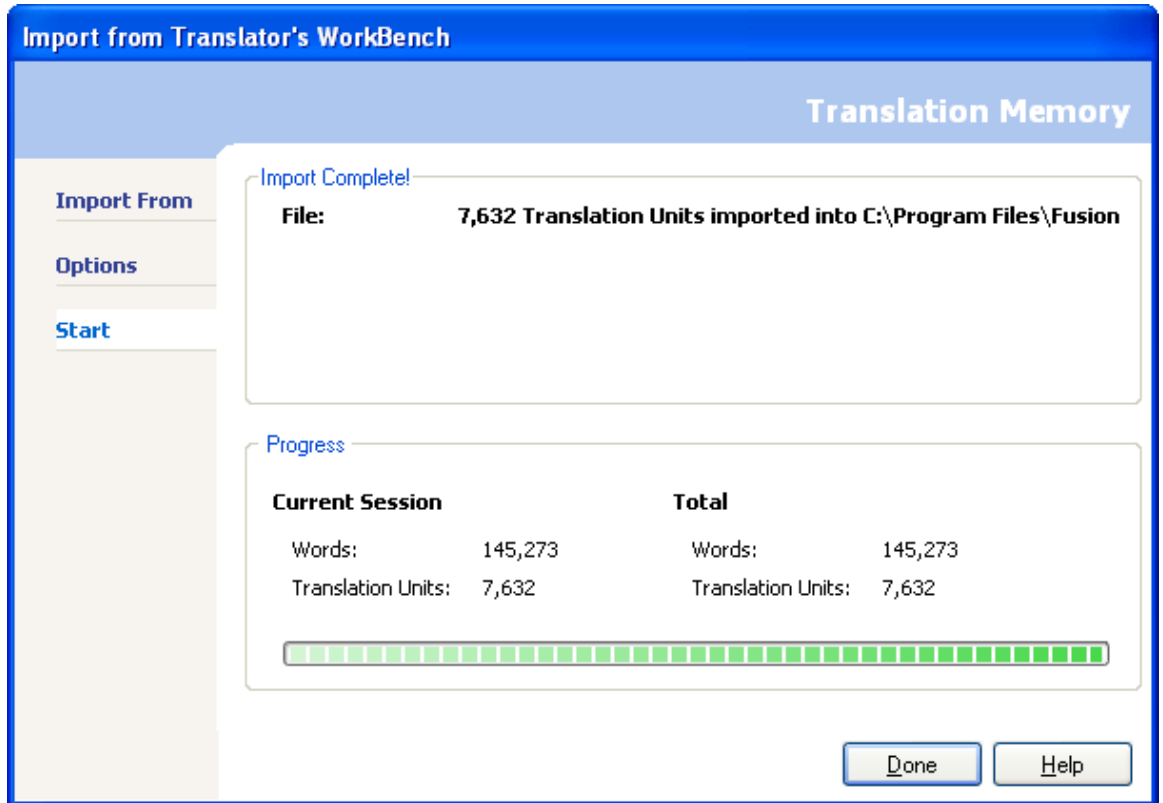 Import from Translator's WorkBench
Translation Memory
Import From
Options
Start
Import Complete!
File: 7,632 Translation Units imported into C:\Program Files\Fusion
Progress
Current Session Total
Words: 145,273 Words: 145,273
Translation Units: 7,632 Translation Units: 7,632
Done Help